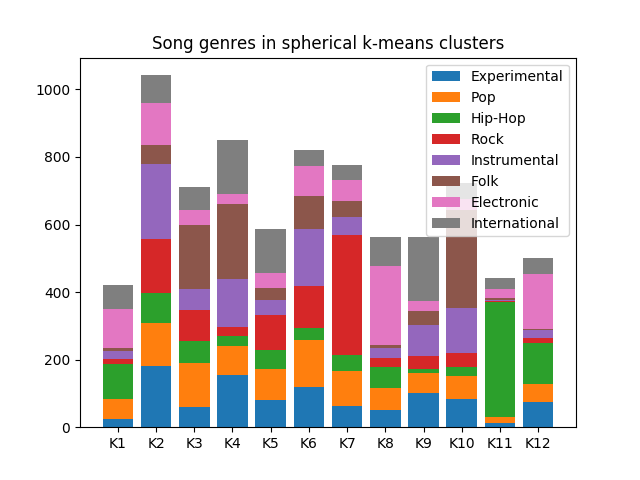 Song genres in spherical k-means clusters
1000
800
600
400
200
0
Experimental
Pop
Hip-Hop
Rock
Instrumental
Folk
Electronic
International
K1 K2 K3 K4 K5 K6 K7 K8 K9 K10 K11 K12